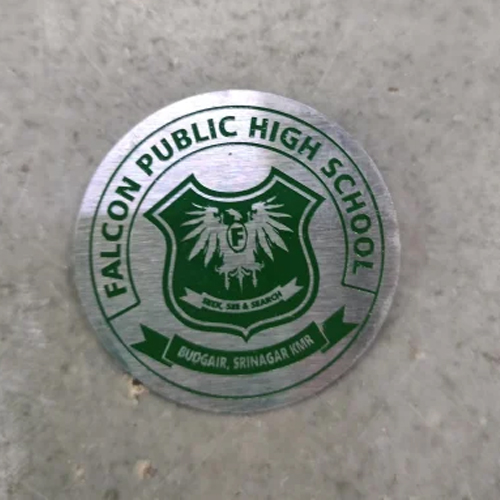 FALCON PUBLIC HIGH SCHOOL
F
SEEK, SEE & SEARCH
BUDGAIR, SRINAGAR KMR